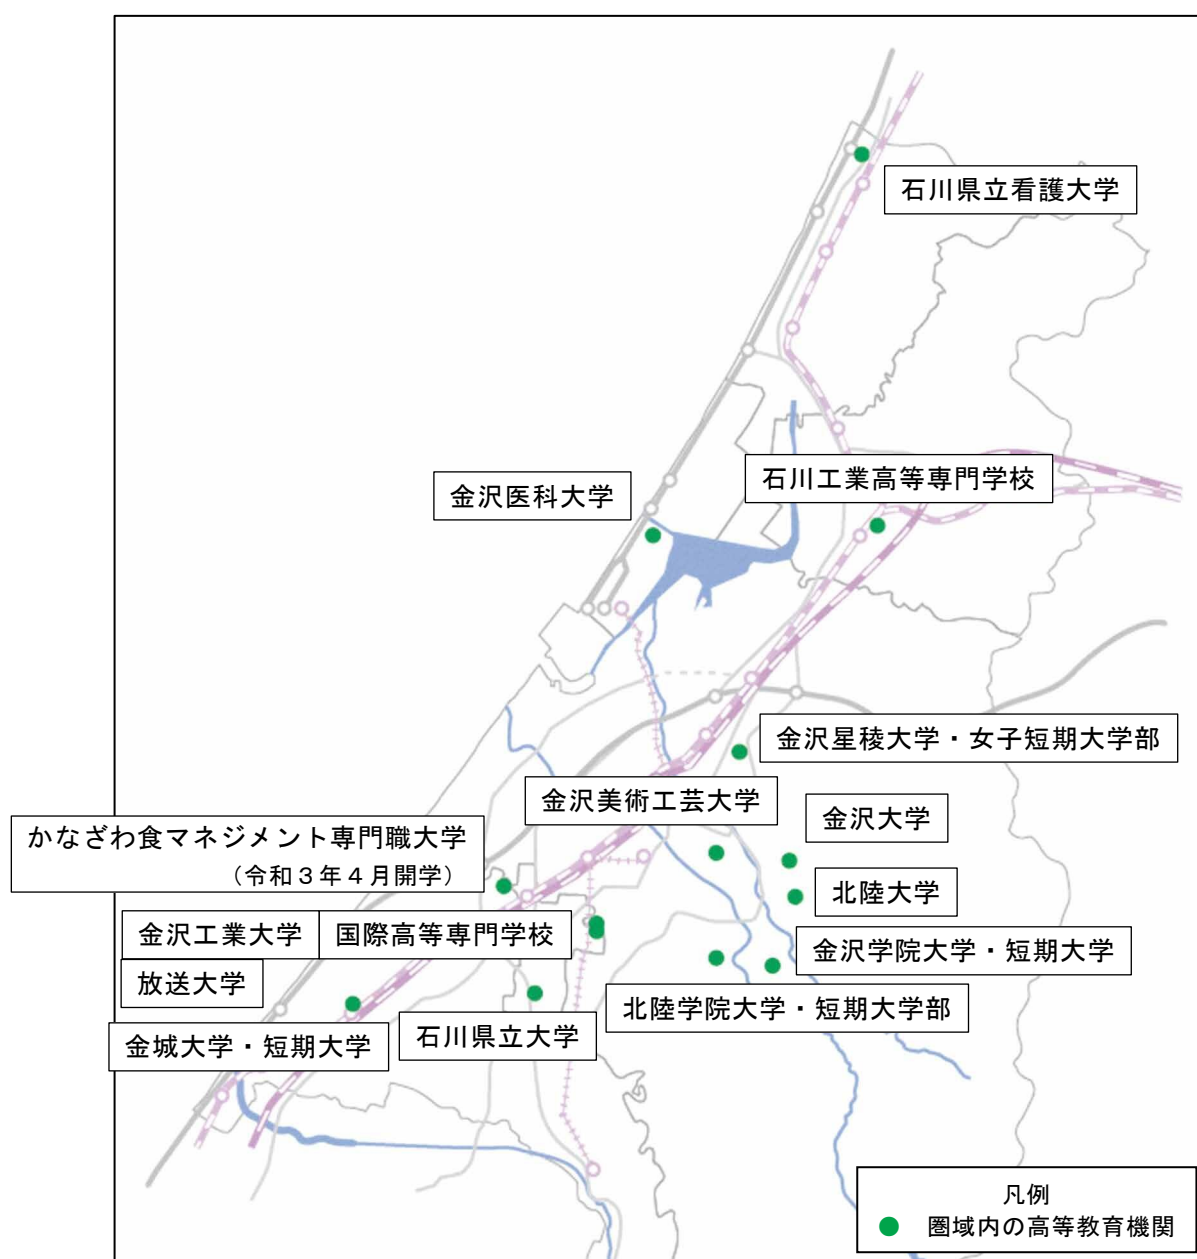 石川県立看護大学
石川工業高等専門学校
金沢医科大学
金沢星稜大学・女子短期大学部
金沢美術工芸大学
金沢大学
かなざわ食マネジメント専門職大学
（令和３年４月開学）
北陸大学
金沢工業大学
国際高等専門学校
金沢学院大学・短期大学
放送大学
北陸学院大学・短期大学部
石川県立大学
金城大学・短期大学
凡例
圏域内の高等教育機関